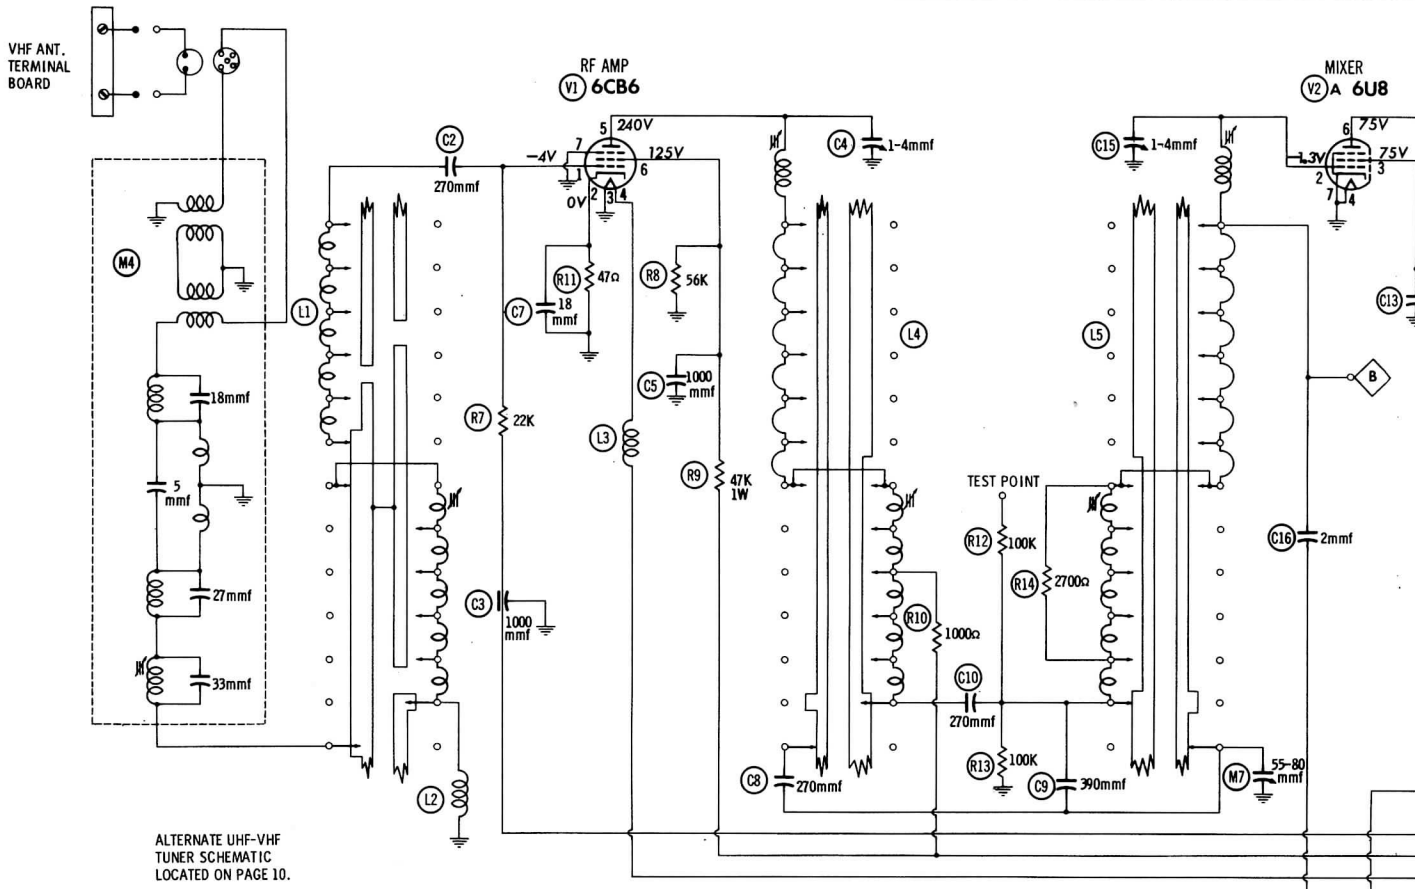 VHF ANT.
TERMINAL
BOARD
RF AMP
V1 6CB6
MIXER
V2 A 6U8
5 240V
7
-4V
1
125V
6
2
3
4
0V
C2
270mmf
C4
1-4mmf
C15
1-4mmf
6 75V
-1.3V
2
75V
3
7
4
M4
L1
R11 47Ω
C7 18
mmf
R8 56K
C5 1000
mmf
L4
L5
C13
B
18mmf
R7 22K
L3
R9 47K
1W
5
mmf
TEST POINT
R12 100K
R14 2700Ω
C16 2mmf
27mmf
C3 1000
mmf
R10 1000Ω
33mmf
C10
270mmf
L2
C8 270mmf
R13 100K
C9 390mmf
M7 55-80
mmf
ALTERNATE UHF-VHF
TUNER SCHEMATIC
LOCATED ON PAGE 10.